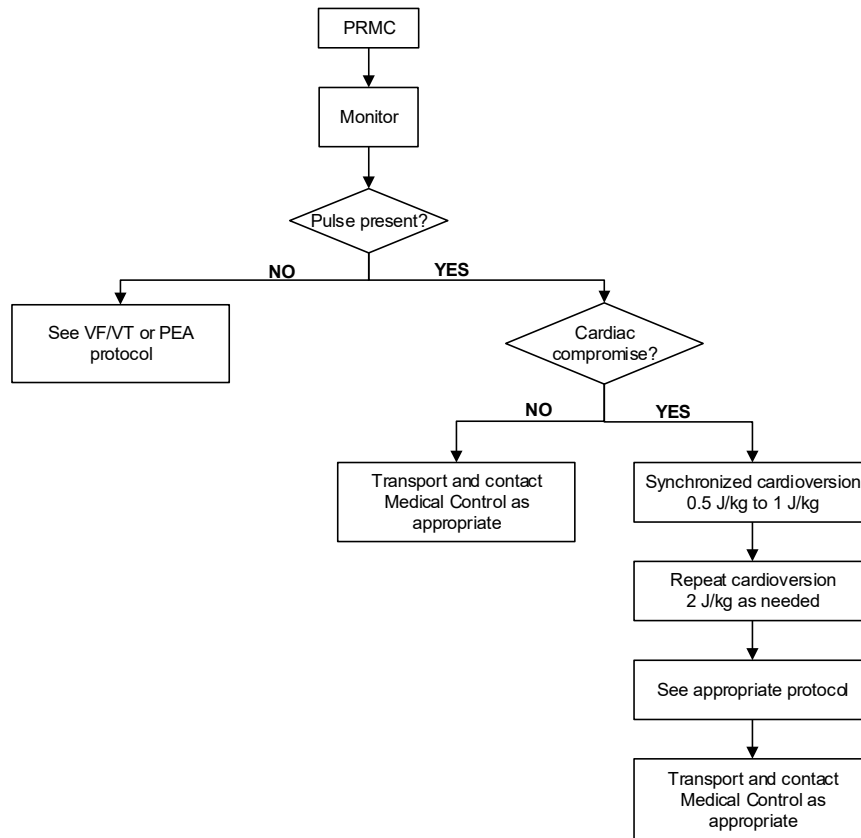 PRMC
Monitor
Pulse present?
NO
YES
See VF/VT or PEA
protocol
Cardiac
compromise?
NO
YES
Transport and contact
Medical Control as
appropriate
Synchronized cardioversion
0.5 J/kg to 1 J/kg
Repeat cardioversion
2 J/kg as needed
See appropriate protocol
Transport and contact
Medical Control as
appropriate